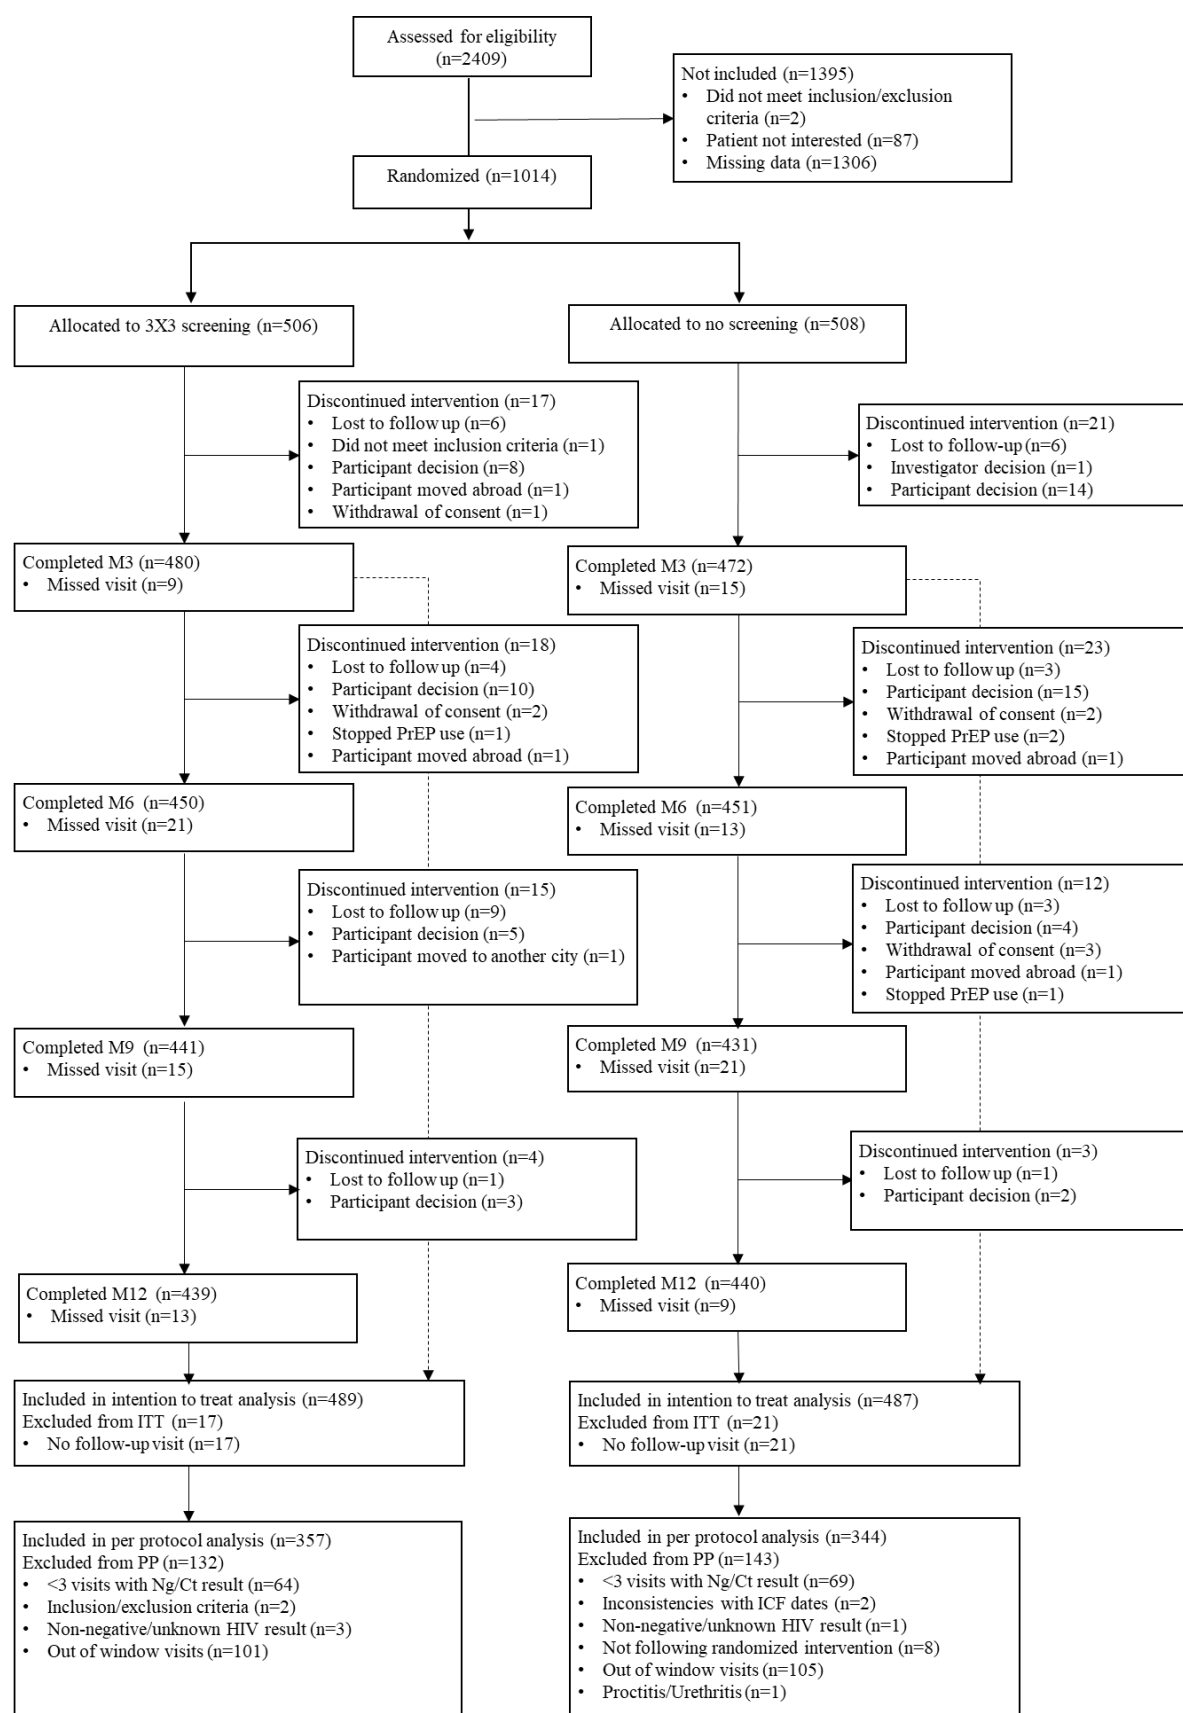 Assessed for eligibility
(n=2409)
Not included (n=1395)
• Did not meet inclusion/exclusion
criteria (n=2)
• Patient not interested (n=87)
• Missing data (n=1306)
Randomized (n=1014)
Allocated to 3X3 screening (n=506)
Allocated to no screening (n=508)
Discontinued intervention (n=17)
• Lost to follow up (n=6)
• Did not meet inclusion criteria (n=1)
• Participant decision (n=8)
• Participant moved abroad (n=1)
• Withdrawal of consent (n=1)
Discontinued intervention (n=21)
• Lost to follow-up (n=6)
• Investigator decision (n=1)
• Participant decision (n=14)
Completed M3 (n=480)
• Missed visit (n=9)
Completed M3 (n=472)
• Missed visit (n=15)
Discontinued intervention (n=18)
• Lost to follow up (n=4)
• Participant decision (n=10)
• Withdrawal of consent (n=2)
• Stopped PrEP use (n=1)
• Participant moved abroad (n=1)
Discontinued intervention (n=23)
• Lost to follow up (n=3)
• Participant decision (n=15)
• Withdrawal of consent (n=2)
• Stopped PrEP use (n=2)
• Participant moved abroad (n=1)
Completed M6 (n=450)
• Missed visit (n=21)
Completed M6 (n=451)
• Missed visit (n=13)
Discontinued intervention (n=15)
• Lost to follow up (n=9)
• Participant decision (n=5)
• Participant moved to another city (n=1)
Discontinued intervention (n=12)
• Lost to follow up (n=3)
• Participant decision (n=4)
• Withdrawal of consent (n=3)
• Participant moved abroad (n=1)
• Stopped PrEP use (n=1)
Completed M9 (n=441)
• Missed visit (n=15)
Completed M9 (n=431)
• Missed visit (n=21)
Discontinued intervention (n=4)
• Lost to follow up (n=1)
• Participant decision (n=3)
Discontinued intervention (n=3)
• Lost to follow up (n=1)
• Participant decision (n=2)
Completed M12 (n=439)
• Missed visit (n=13)
Completed M12 (n=440)
• Missed visit (n=9)
Included in intention to treat analysis (n=489)
Excluded from ITT (n=17)
• No follow-up visit (n=17)
Included in intention to treat analysis (n=487)
Excluded from ITT (n=21)
• No follow-up visit (n=21)
Included in per protocol analysis (n=357)
Excluded from PP (n=132)
• <3 visits with Ng/Ct result (n=64)
• Inclusion/exclusion criteria (n=2)
• Non-negative/unknown HIV result (n=3)
• Out of window visits (n=101)
Included in per protocol analysis (n=344)
Excluded from PP (n=143)
• <3 visits with Ng/Ct result (n=69)
• Inconsistencies with ICF dates (n=2)
• Non-negative/unknown HIV result (n=1)
• Not following randomized intervention (n=8)
• Out of window visits (n=105)
• Proctitis/Urethritis (n=1)